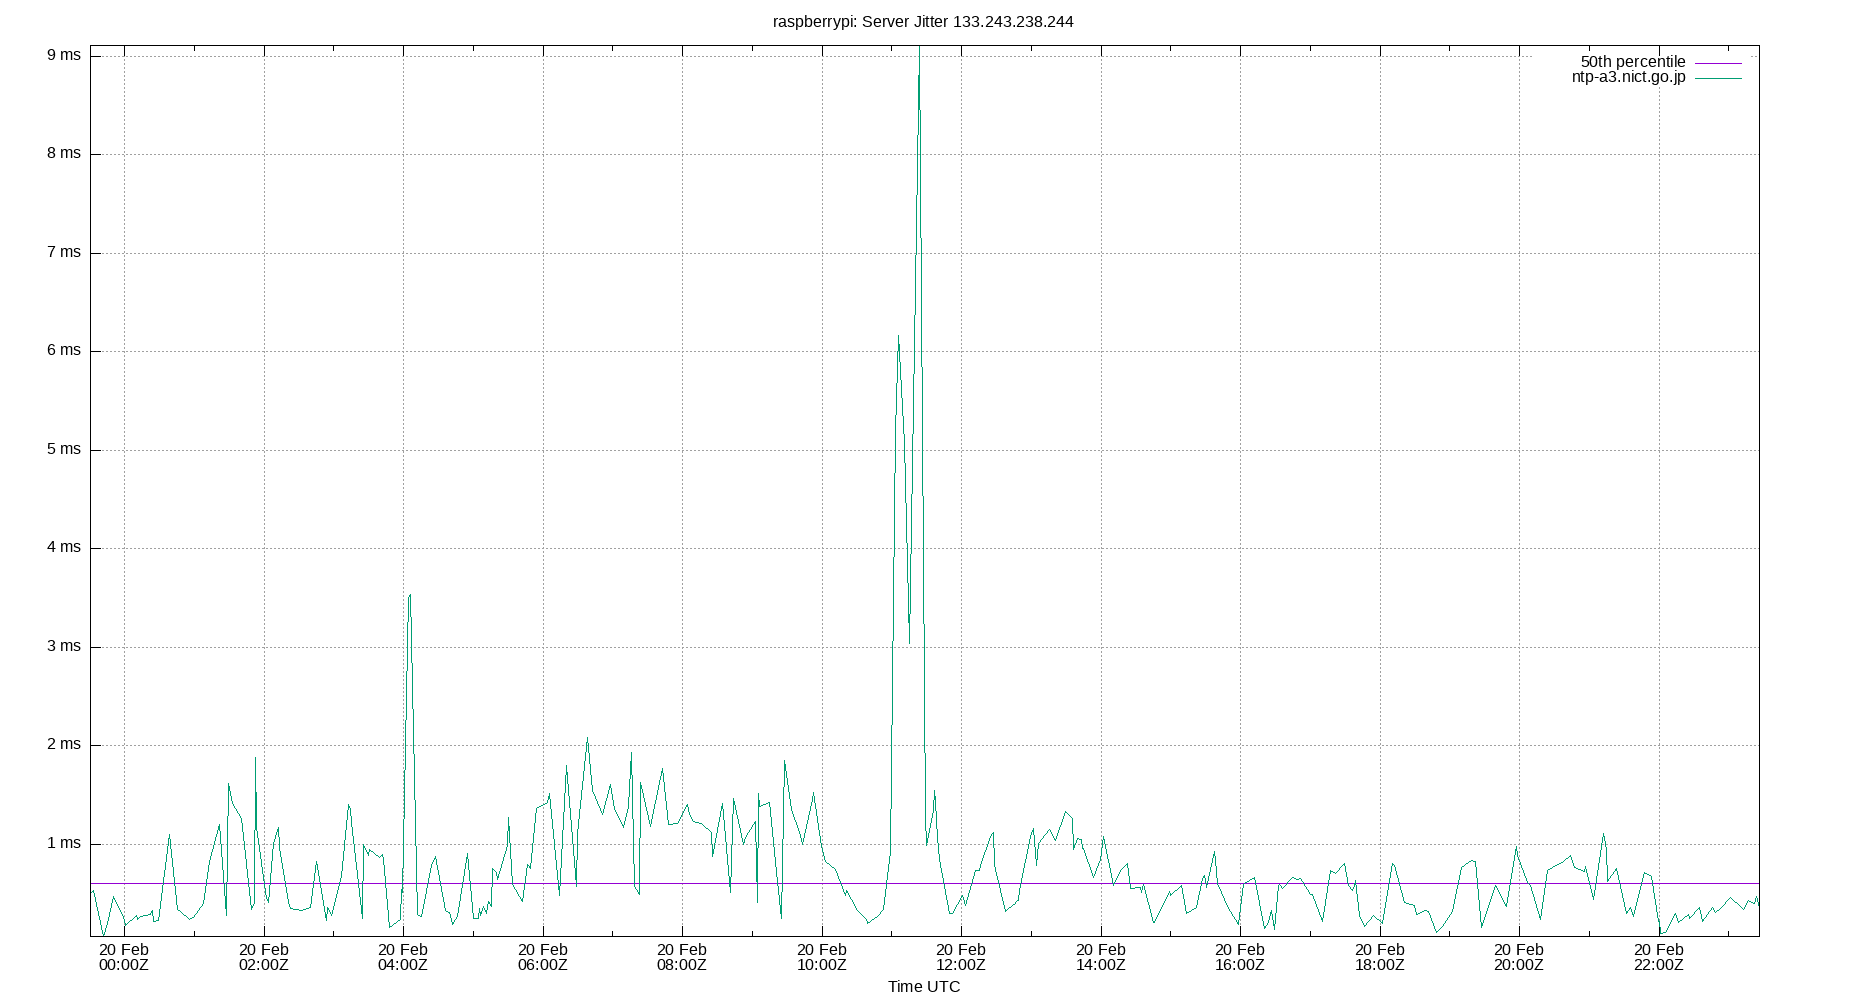 raspberrypi: Server Jitter 133.243.238.244
9 ms
50th percentile
ntp-a3.nict.go.jp
8 ms
7 ms
6 ms
5 ms
4 ms
3 ms
2 ms
1 ms
20 Feb 20 Feb 20 Feb 20 Feb 20 Feb 20 Feb 20 Feb 20 Feb 20 Feb 20 Feb 20 Feb 20 Feb
00:00Z 02:00Z 04:00Z 06:00Z 08:00Z 10:00Z 12:00Z 14:00Z 16:00Z 18:00Z 20:00Z 22:00Z
Time UTC